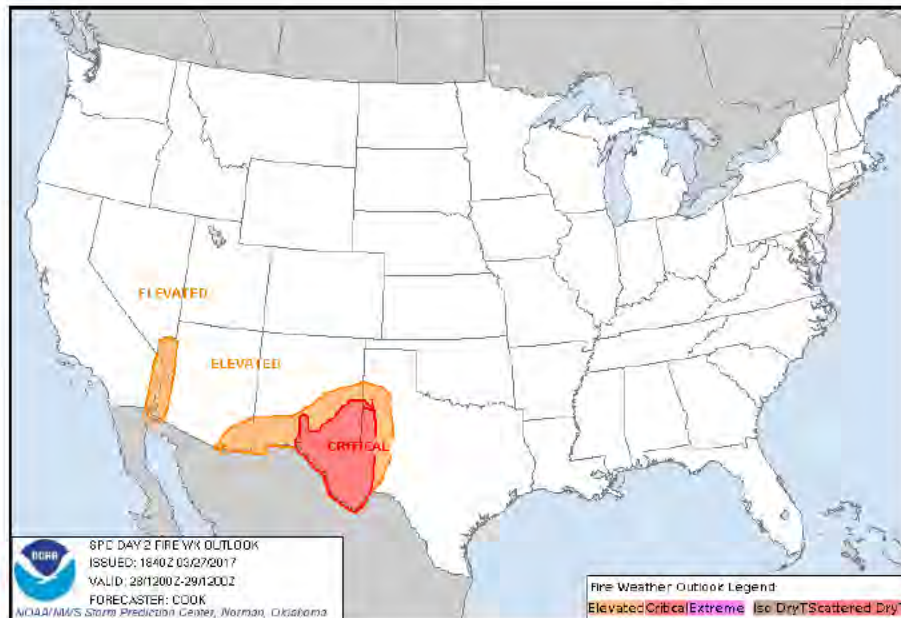 ELEVATED
ELEVATED
CRITICAL
NOAA
SPC DAY 2 FIRE WX OUTLOOK
ISSUED: 1840Z 03/27/2017
VALID: 28/1200Z-29/1200Z
FORECASTER: COOK
NOAA/NWS Storm Prediction Center, Norman, Oklahoma
Fire Weather Outlook Legend:
Elevated Critical Extreme Iso DryT Scattered DryT